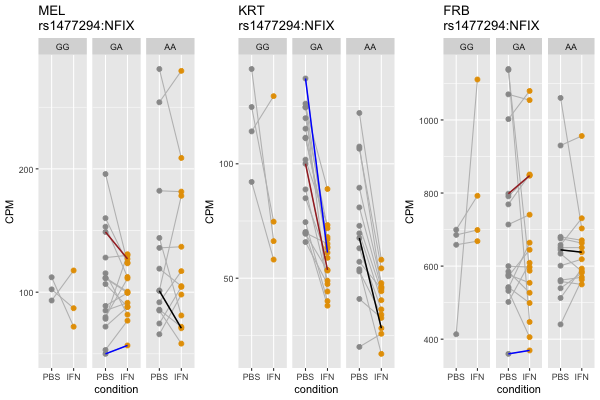 MEL
rs1477294:NFIX
GG GA AA
CPM
200
100
PBS IFN PBS IFN PBS IFN
condition
KRT
rs1477294:NFIX
GG GA AA
CPM
100
50
PBS IFN PBS IFN PBS IFN
condition
FRB
rs1477294:NFIX
GG GA AA
CPM
1000
800
600
400
PBS IFN PBS IFN PBS IFN
condition